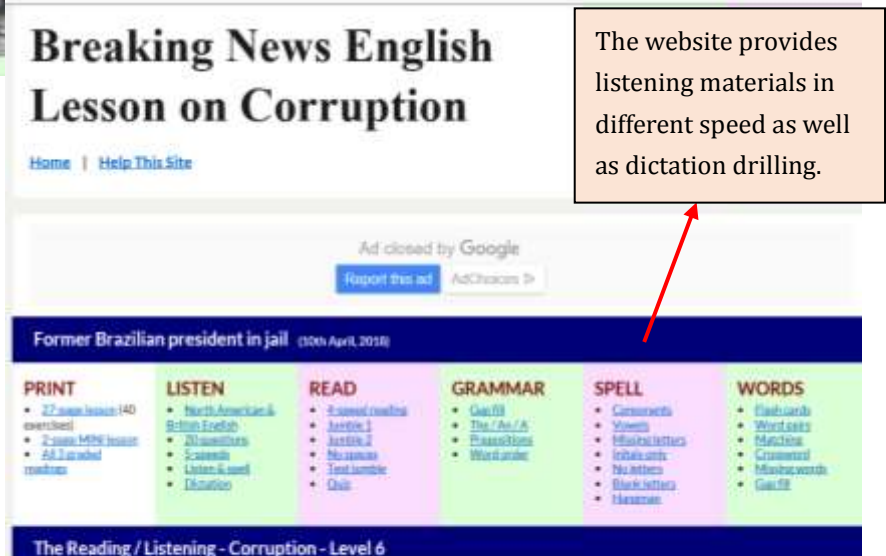 Breaking News English
Lesson on Corruption
Home | Help This Site
The website provides
listening materials in
different speed as well
as dictation drilling.
Ad closed by Google
Report this ad AdChoices
Former Brazilian president in jail (10th April, 2018)
PRINT
27-page lesson (40
exercises)
2-page MINI lesson
All 3 graded
readings
LISTEN
North American &
British English
20 questions
5-speeds
Listen & spell
Dictation
READ
4-speed reading
Jumble 1
Jumble 2
No spaces
Text jumble
Quiz
GRAMMAR
Gap fill
The / An / A
Prepositions
Word order
SPELL
Consonants
Vowels
Missing letters
Initials only
No letters
Blank letters
Hangman
WORDS
Flash cards
Word pairs
Matching
Crossword
Missing words
Gap fill
The Reading / Listening - Corruption - Level 6